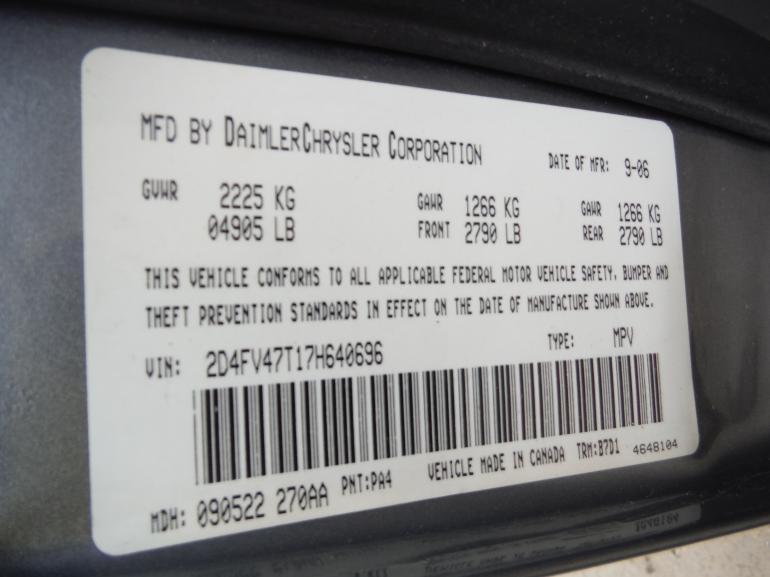 MFD BY DAIMLERCHRYSLER CORPORATION DATE OF MFR: 9-06
GVWR 2225 KG GAWR 1266 KG GAWR 1266 KG
04905 LB FRONT 2790 LB REAR 2790 LB
THIS VEHICLE CONFORMS TO ALL APPLICABLE FEDERAL MOTOR VEHICLE SAFETY, BUMPER AND
THEFT PREVENTION STANDARDS IN EFFECT ON THE DATE OF MANUFACTURE SHOWN ABOVE.
VIN: 2D4FV47T17H640696 TYPE: MPV
MDH: 090522 270AA PNT:PA4 VEHICLE MADE IN CANADA TRM:B7D1 4648104